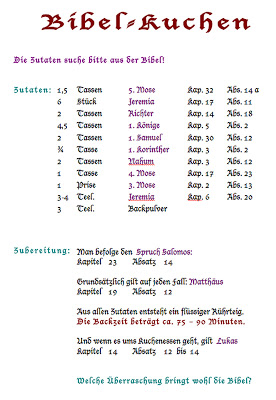 Bibel-Kuchen
Die Zutaten suche bitte aus der Bibel!
Zutaten: 1,5 Tassen 5. Mose Kap. 32 Abs. 14 a
6 Stück Jeremia Kap. 17 Abs. 11
2 Tassen Richter Kap. 14 Abs. 18
4,5 Tassen 1. Könige Kap. 5 Abs. 2
2 Tassen 1. Samuel Kap. 30 Abs. 12
¾ Tasse 1. Korinther Kap. 3 Abs. 2
2 Tassen Nahum Kap. 3 Abs. 12
1 Tasse 4. Mose Kap. 17 Abs. 23
1 Prise 3. Mose Kap. 2 Abs. 13
3-4 Teel. Jeremia Kap. 6 Abs. 20
3 Teel. Backpulver
Zubereitung: Man befolge den Spruch Salomos:
Kapitel 23 Absatz 14
Grundsätzlich gilt auf jeden Fall: Matthäus
Kapitel 19 Absatz 12
Aus allen Zutaten entsteht ein flüssiger Rührteig.
Die Backzeit beträgt ca. 75 – 90 Minuten.
Und wenn es ums Kuchenessen geht, gilt Lukas
Kapitel 14 Absatz 12 bis 14
Welche Überraschung bringt wohl die Bibel?